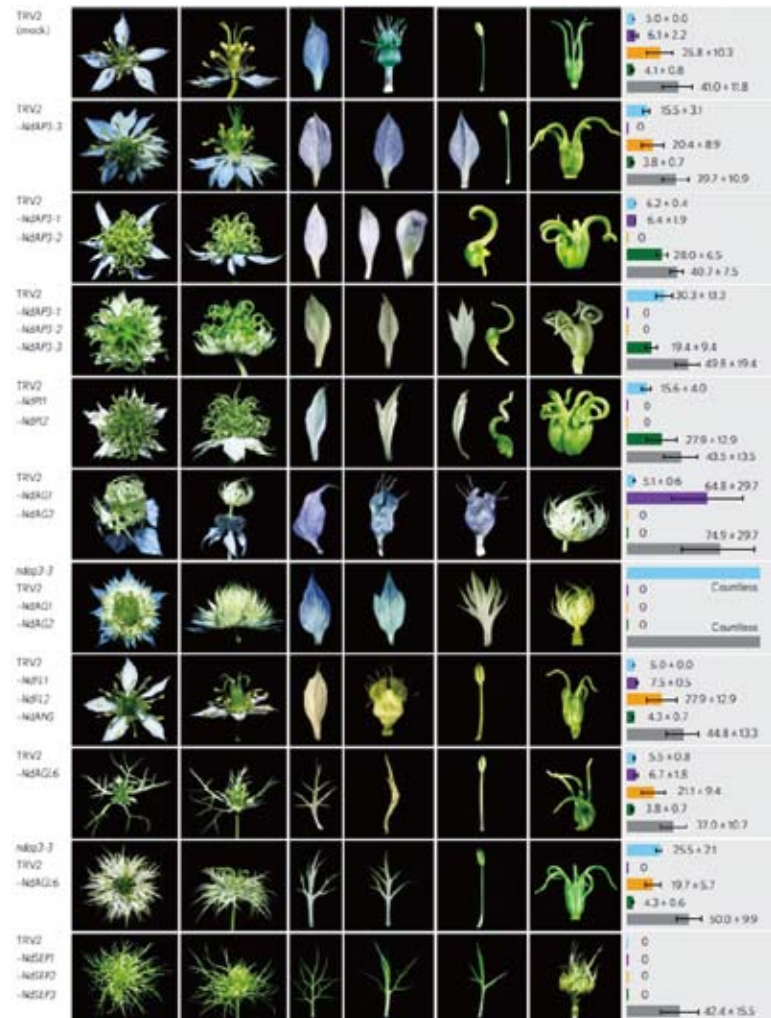 TRV2
(mock)
5.0 ± 0.0
6.1 ± 2.2
25.8 ± 10.3
4.1 ± 0.8
41.0 ± 11.8
TRV2
-NdAP3-3
15.5 ± 3.1
0
20.4 ± 8.9
3.8 ± 0.7
39.7 ± 10.9
TRV2
-NdAP3-1
-NdAP3-2
6.2 ± 0.4
6.4 ± 1.9
0
28.0 ± 6.5
40.7 ± 7.5
TRV2
-NdAP3-1
-NdAP3-2
-NdAP3-3
30.3 ± 13.2
0
0
19.4 ± 9.4
49.6 ± 19.4
TRV2
-NdPI1
-NdPI2
15.6 ± 4.0
0
0
27.9 ± 12.9
43.5 ± 13.5
TRV2
-NdAG1
-NdAG2
5.1 ± 0.6
64.8 ± 29.7
0
0
74.9 ± 29.7
ndap3-3
TRV2
-NdAG1
-NdAG2
Countless
0
0
0
Countless
TRV2
-NdFL1
-NdFL2
-NdANS
5.0 ± 0.0
7.5 ± 0.5
27.9 ± 12.9
4.3 ± 0.7
44.8 ± 13.3
TRV2
-NdAGL6
5.5 ± 0.8
6.7 ± 1.8
21.1 ± 9.4
3.8 ± 0.7
37.0 ± 10.7
ndap3-3
TRV2
-NdAGL6
25.5 ± 2.1
0
19.7 ± 5.7
4.3 ± 0.6
50.0 ± 9.9
TRV2
-NdSEP1
-NdSEP2
-NdSEP3
0
0
0
0
42.4 ± 15.5